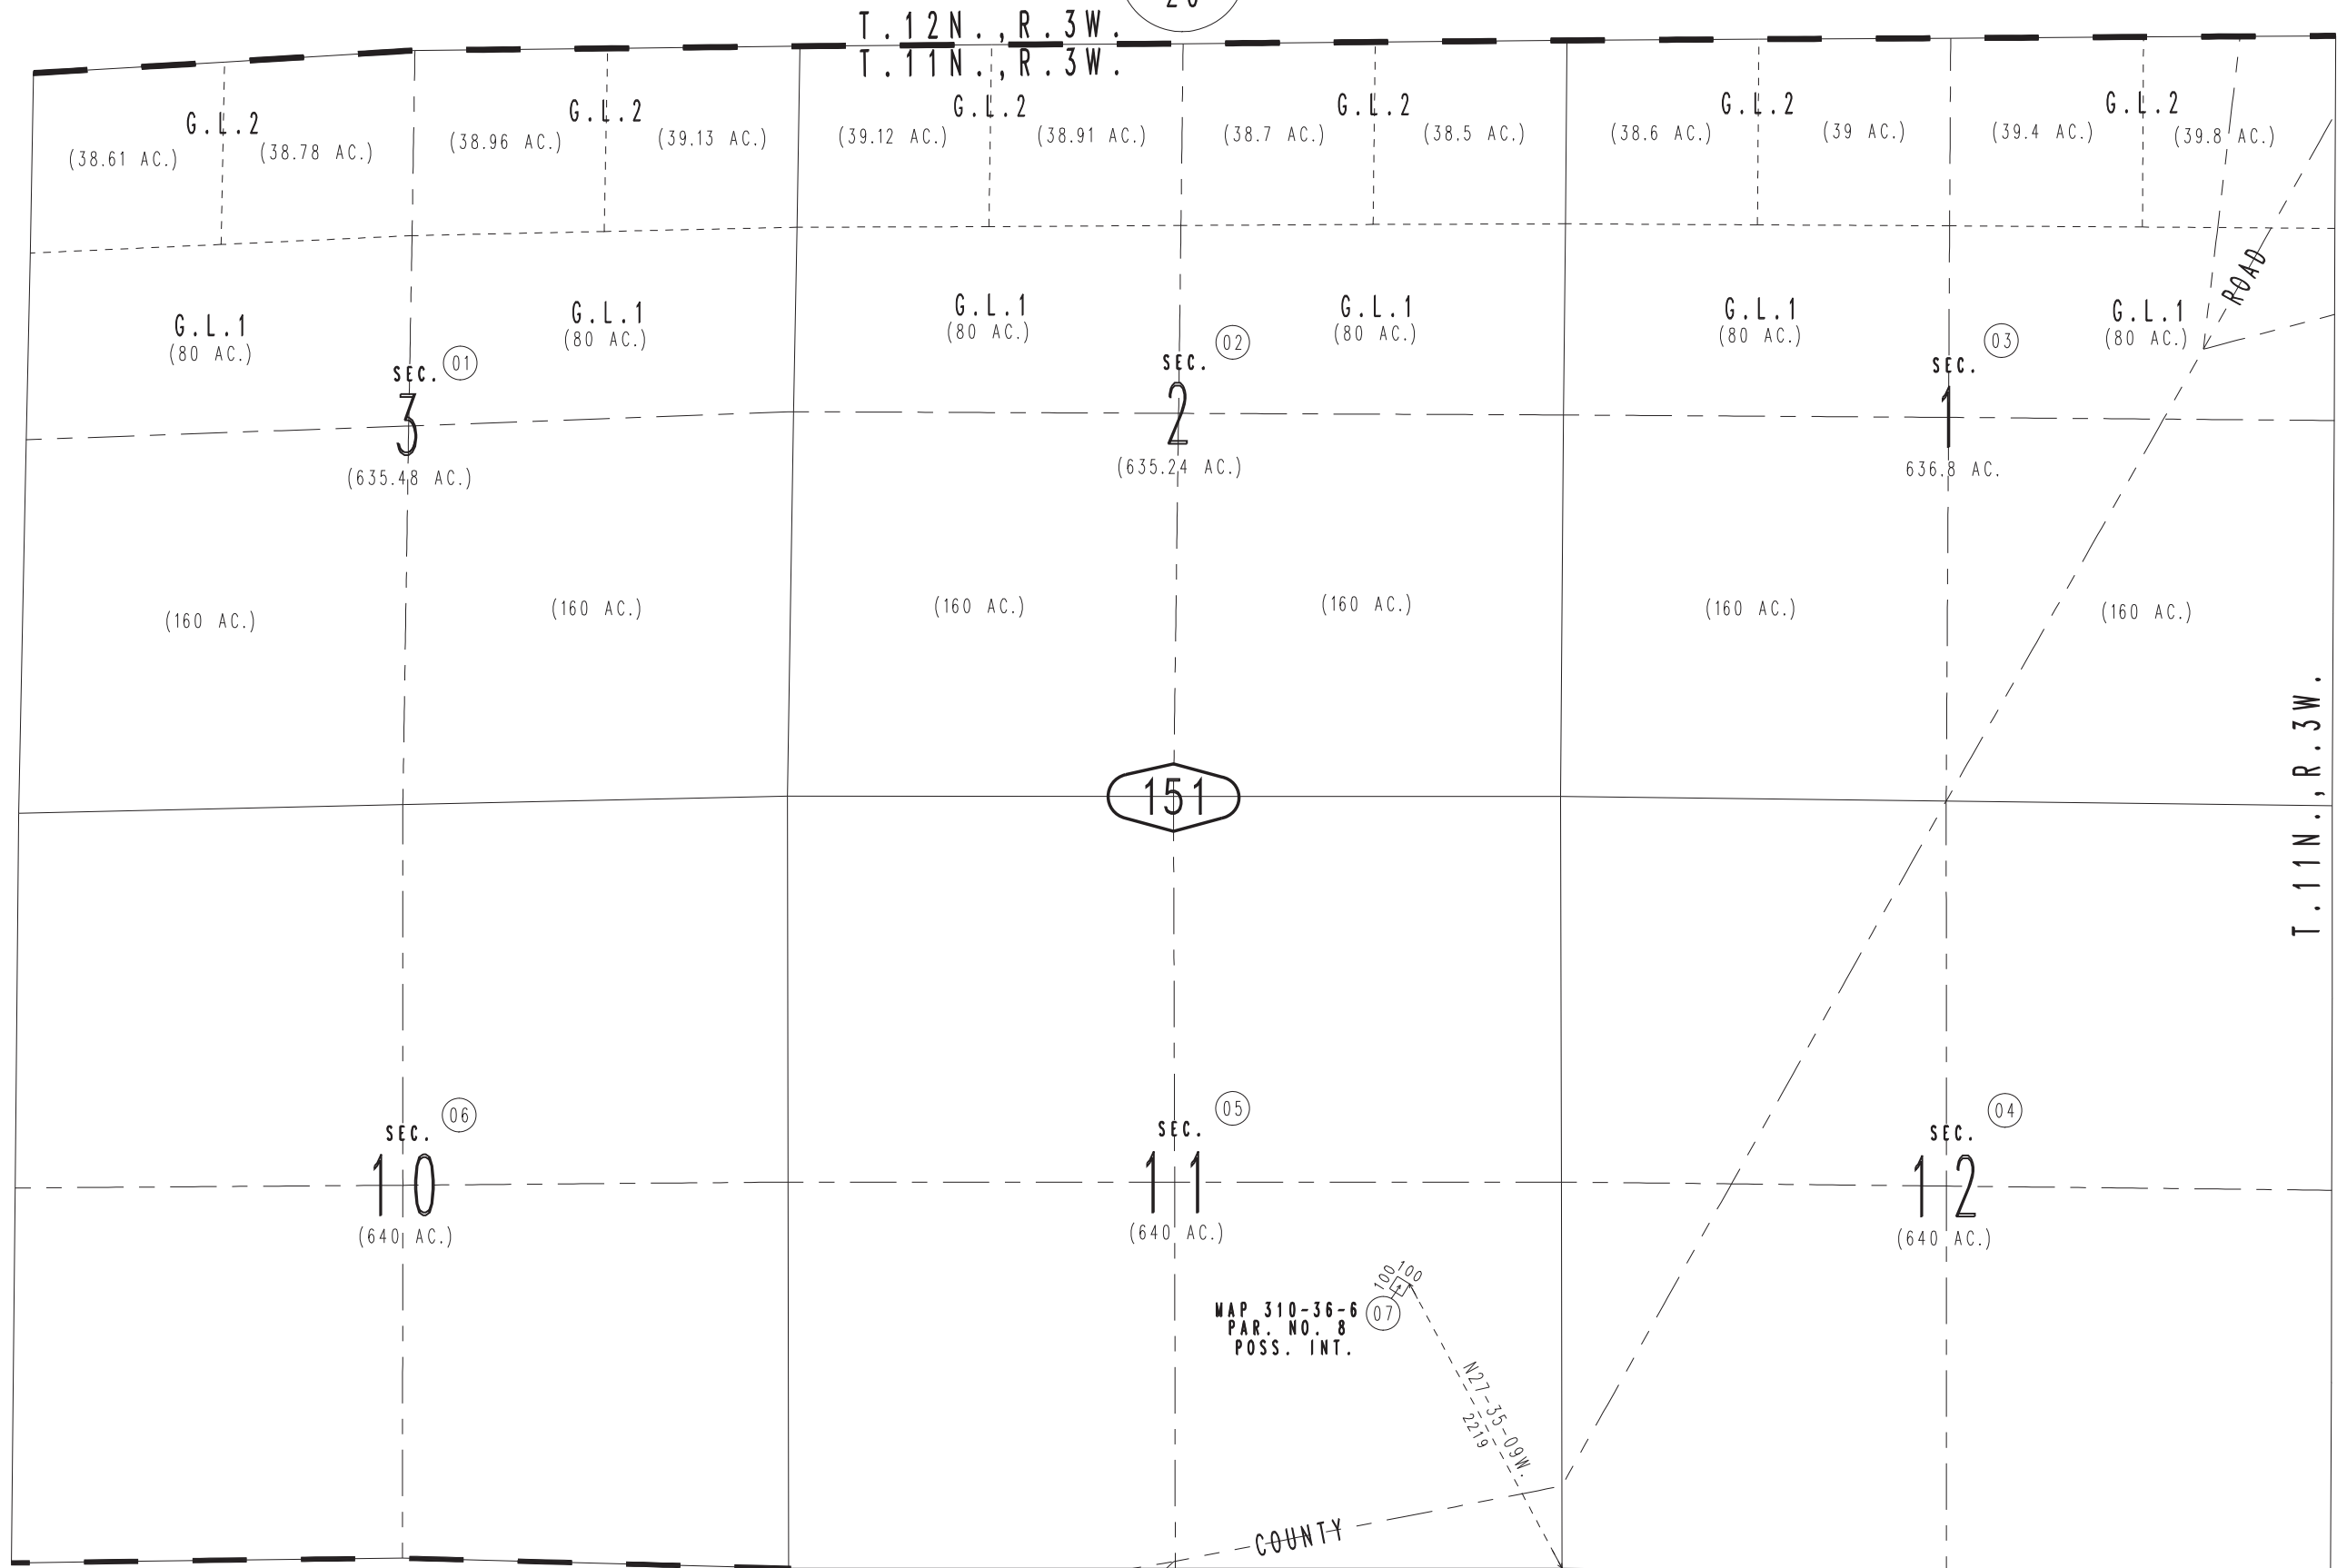 20
T.12N.,R.3W.
T.11N.,R.3W.
G.L.2
(38.61 AC.)
(38.78 AC.)
G.L.2
(38.96 AC.)
(39.13 AC.)
G.L.2
(39.12 AC.)
(38.91 AC.)
G.L.2
(38.7 AC.)
(38.5 AC.)
G.L.2
(38.6 AC.)
(39 AC.)
G.L.2
(39.4 AC.)
(39.8 AC.)
ROAD
G.L.1
(80 AC.)
G.L.1
(80 AC.)
G.L.1
(80 AC.)
G.L.1
(80 AC.)
G.L.1
(80 AC.)
G.L.1
(80 AC.)
SEC.
01
3
(635.48 AC.)
SEC.
02
2
(635.24 AC.)
SEC.
03
1
636.8 AC.
(160 AC.)
(160 AC.)
(160 AC.)
(160 AC.)
(160 AC.)
(160 AC.)
T.11N.,R.3W.
151
SEC.
06
10
(640 AC.)
SEC.
05
11
(640 AC.)
SEC.
04
12
(640 AC.)
100
100
MAP 310-36-6
PAR. NO. 8
POSS. INT.
07
N27-35-09W.
2219
COUNTY